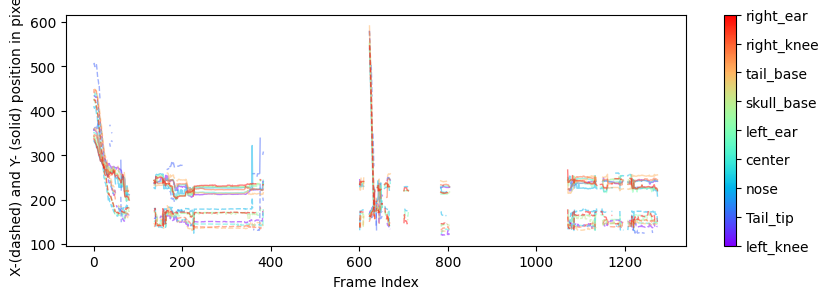 X-(dashed) and Y- (solid) position in pixe
600
500
400
300
200
100
0
200
400
600
800
1000
1200
Frame Index
right_ear
right_knee
tail_base
skull_base
left_ear
center
nose
Tail_tip
left_knee